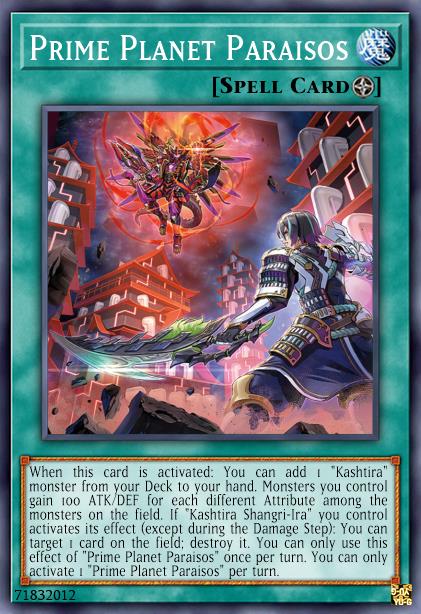 PRIME PLANET PARAISOS
魔
[SPELL CARD]
When this card is activated: You can add 1 "Kashtira"
monster from your Deck to your hand. Monsters you control
gain 100 ATK/DEF for each different Attribute among the
monsters on the field. If "Kashtira Shangri-Ira" you control
activates its effect (except during the Damage Step): You can
target 1 card on the field; destroy it. You can only use this
effect of "Prime Planet Paraisos" once per turn. You can only
activate 1 "Prime Planet Paraisos" per turn.
71832012